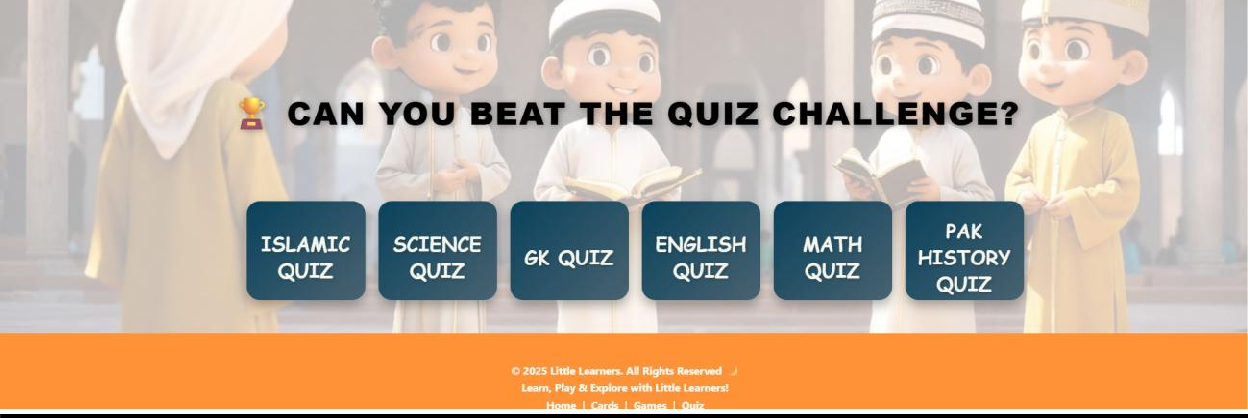 🏆 CAN YOU BEAT THE QUIZ CHALLENGE?
ISLAMIC
QUIZ
SCIENCE
QUIZ
GK QUIZ
ENGLISH
QUIZ
MATH
QUIZ
PAK
HISTORY
QUIZ
© 2025 Little Learners. All Rights Reserved 🌙
Learn, Play & Explore with Little Learners!
Home | Cards | Games | Quiz